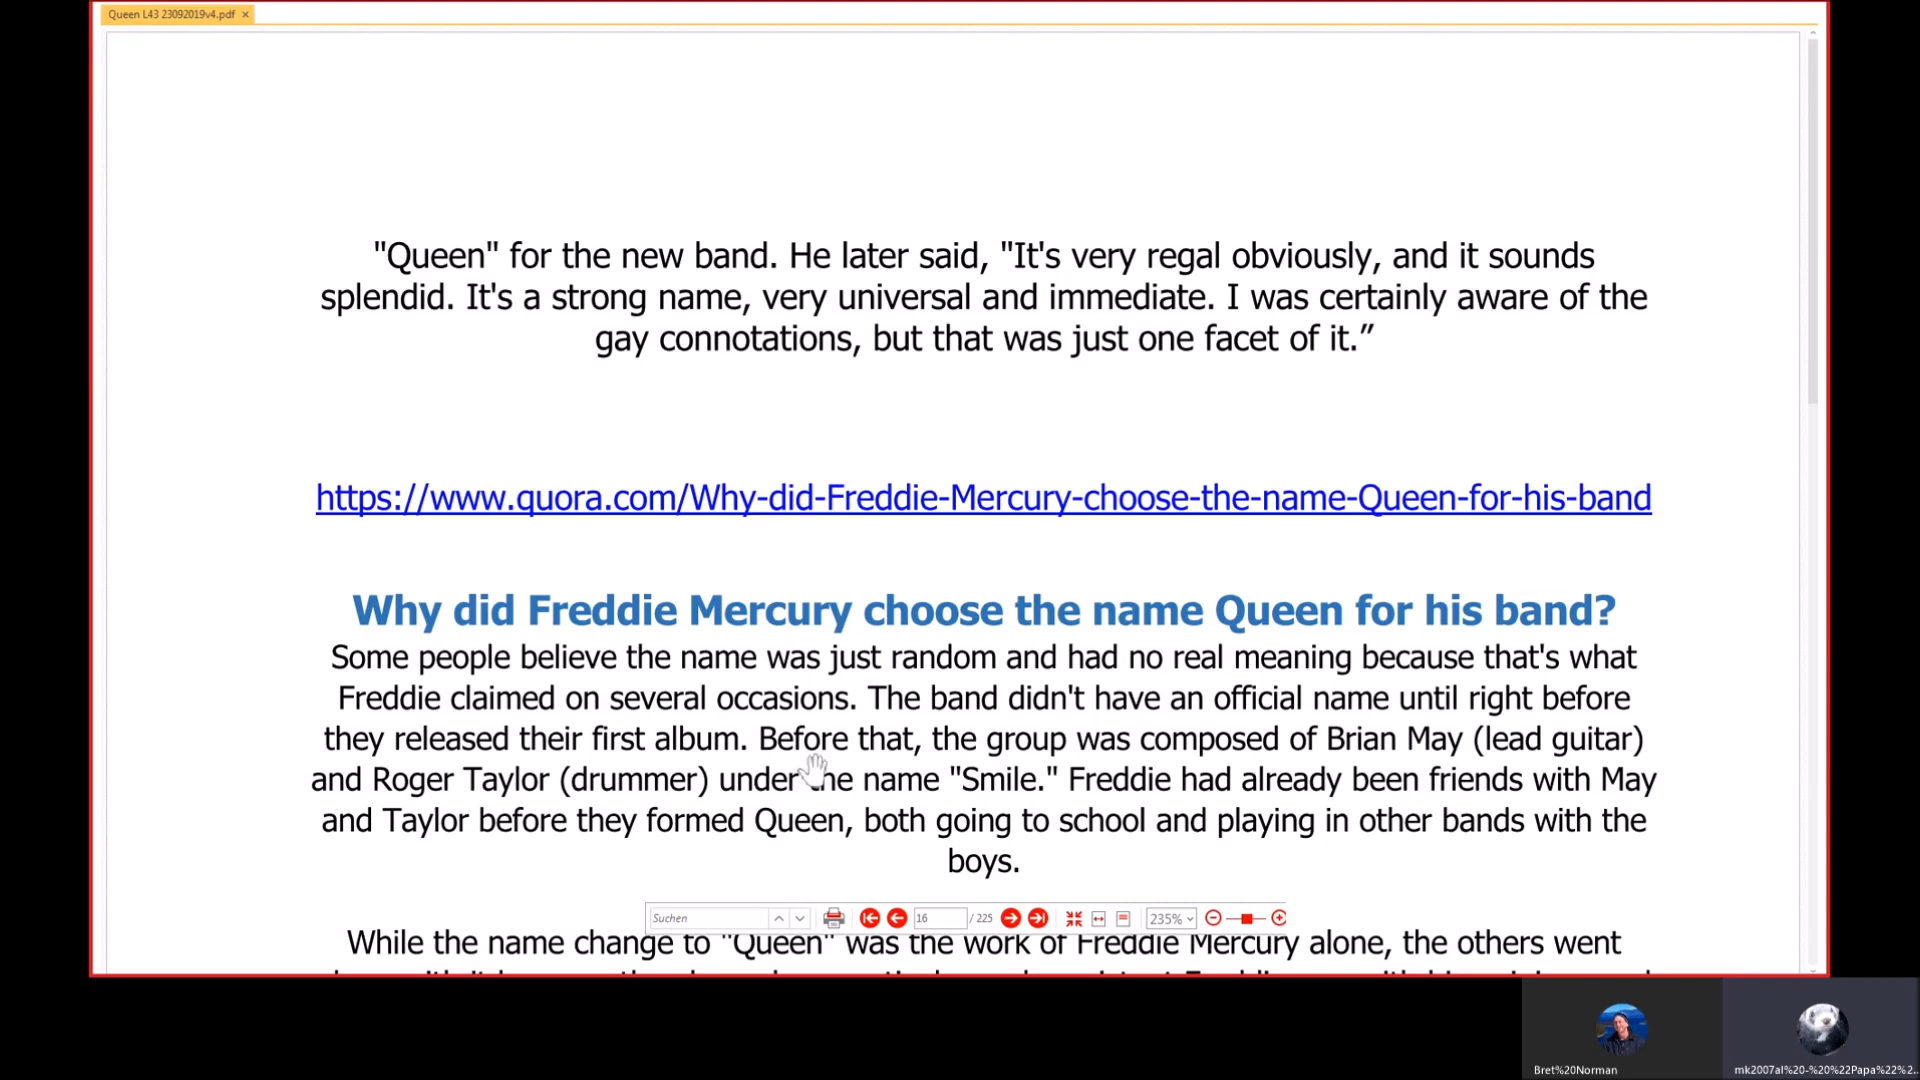 Queen L43 23092019v4.pdf ×
"Queen" for the new band. He later said, "It's very regal obviously, and it sounds
splendid. It's a strong name, very universal and immediate. I was certainly aware of the
gay connotations, but that was just one facet of it.”
https://www.quora.com/Why-did-Freddie-Mercury-choose-the-name-Queen-for-his-band
Why did Freddie Mercury choose the name Queen for his band?
Some people believe the name was just random and had no real meaning because that's what
Freddie claimed on several occasions. The band didn't have an official name until right before
they released their first album. Before that, the group was composed of Brian May (lead guitar)
and Roger Taylor (drummer) under the name "Smile." Freddie had already been friends with May
and Taylor before they formed Queen, both going to school and playing in other bands with the
boys.
Suchen 16 / 225 235%
While the name change to "Queen" was the work of Freddie Mercury alone, the others went
Bret%20Norman
mk2007al%20-%20%22Papa%22%2...